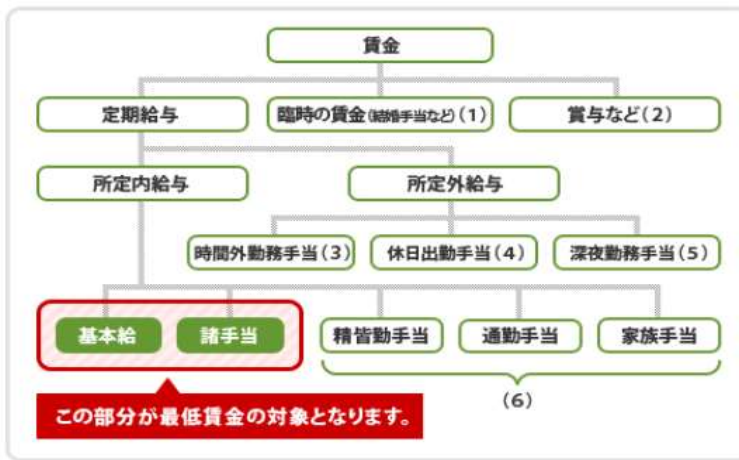 賃金
定期給与
臨時の賃金(結婚手当など)(1)
賞与など(2)
所定内給与
所定外給与
時間外勤務手当(3)
休日出勤手当(4)
深夜勤務手当(5)
基本給
諸手当
精皆勤手当
通勤手当
家族手当
(6)
この部分が最低賃金の対象となります。